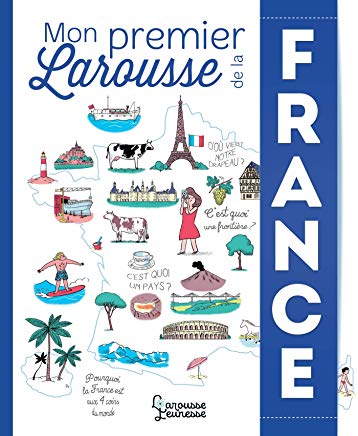 Mon premier
Larousse
de la
FRANCE
D'OÙ VIENT
NOTRE
DRAPEAU ?
C'est quoi
une frontière ?
C'EST QUOI
UN PAYS ?
Pourquoi
la France est
aux 4 coins
du monde
Larousse
Jeunesse